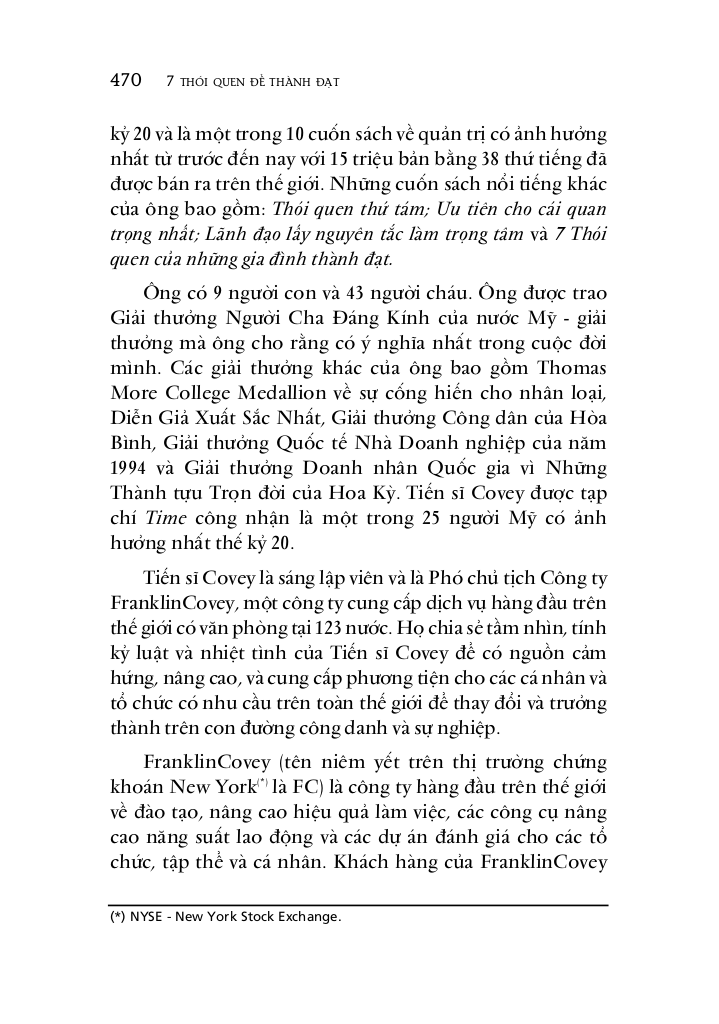 470 7 THÓI QUEN ĐỂ THÀNH ĐẠT
kỷ 20 và là một trong 10 cuốn sách về quản trị có ảnh hưởng
nhất từ trước đến nay với 15 triệu bản bằng 38 thứ tiếng đã
được bán ra trên thế giới. Những cuốn sách nổi tiếng khác
của ông bao gồm: Thói quen thứ tám; Ưu tiên cho cái quan
trọng nhất; Lãnh đạo lấy nguyên tắc làm trọng tâm và 7 Thói
quen của những gia đình thành đạt.
Ông có 9 người con và 43 người cháu. Ông được trao
Giải thưởng Người Cha Đáng Kính của nước Mỹ - giải
thưởng mà ông cho rằng có ý nghĩa nhất trong cuộc đời
mình. Các giải thưởng khác của ông bao gồm Thomas
More College Medallion về sự cống hiến cho nhân loại,
Diễn Giả Xuất Sắc Nhất, Giải thưởng Công dân của Hòa
Bình, Giải thưởng Quốc tế Nhà Doanh nghiệp của năm
1994 và Giải thưởng Doanh nhân Quốc gia vì Những
Thành tựu Trọn đời của Hoa Kỳ. Tiến sĩ Covey được tạp
chí Time công nhận là một trong 25 người Mỹ có ảnh
hưởng nhất thế kỷ 20.
Tiến sĩ Covey là sáng lập viên và là Phó chủ tịch Công ty
FranklinCovey, một công ty cung cấp dịch vụ hàng đầu trên
thế giới có văn phòng tại 123 nước. Họ chia sẻ tầm nhìn, tính
kỷ luật và nhiệt tình của Tiến sĩ Covey để có nguồn cảm
hứng, nâng cao, và cung cấp phương tiện cho các cá nhân và
tổ chức có nhu cầu trên toàn thế giới để thay đổi và trưởng
thành trên con đường công danh và sự nghiệp.
FranklinCovey (tên niêm yết trên thị trường chứng
khoán New York(*) là FC) là công ty hàng đầu trên thế giới
về đào tạo, nâng cao hiệu quả làm việc, các công cụ nâng
cao năng suất lao động và các dự án đánh giá cho các tổ
chức, tập thể và cá nhân. Khách hàng của FranklinCovey
(*) NYSE - New York Stock Exchange.